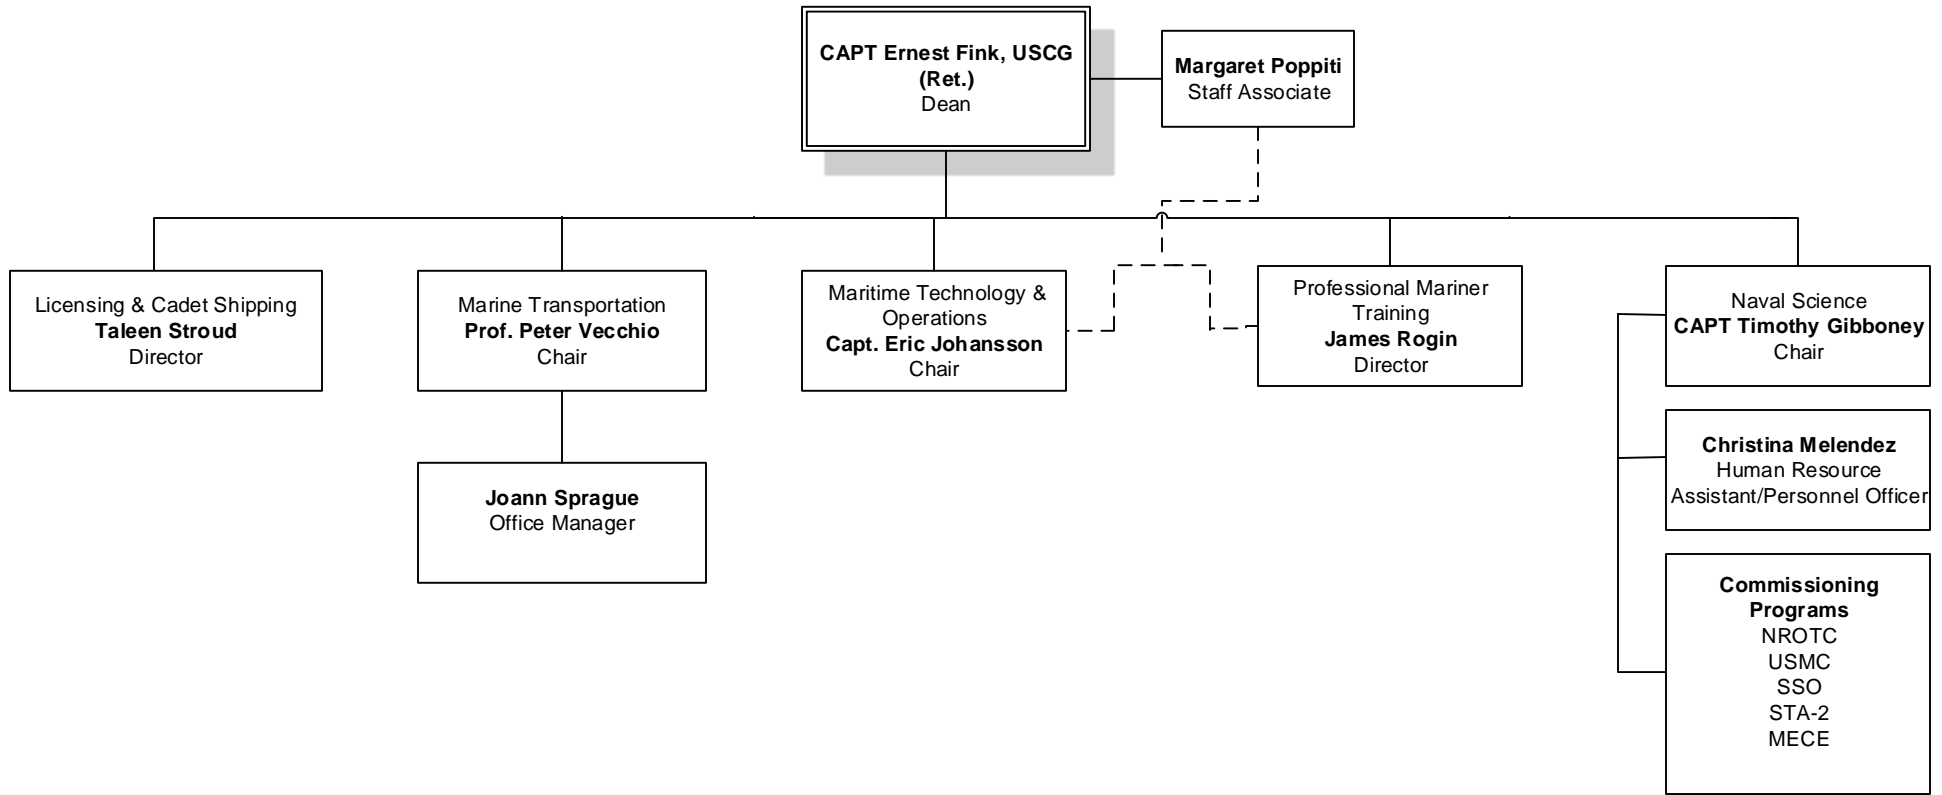 CAPT Ernest Fink, USCG
(Ret.)
Dean
Margaret Poppiti
Staff Associate
Licensing & Cadet Shipping
Taleen Stroud
Director
Marine Transportation
Prof. Peter Vecchio
Chair
Maritime Technology &
Operations
Capt. Eric Johansson
Chair
Professional Mariner
Training
James Rogin
Director
Naval Science
CAPT Timothy Gibboney
Chair
Joann Sprague
Office Manager
Christina Melendez
Human Resource
Assistant/Personnel Officer
Commissioning
Programs
NROTC
USMC
SSO
STA-2
MECE